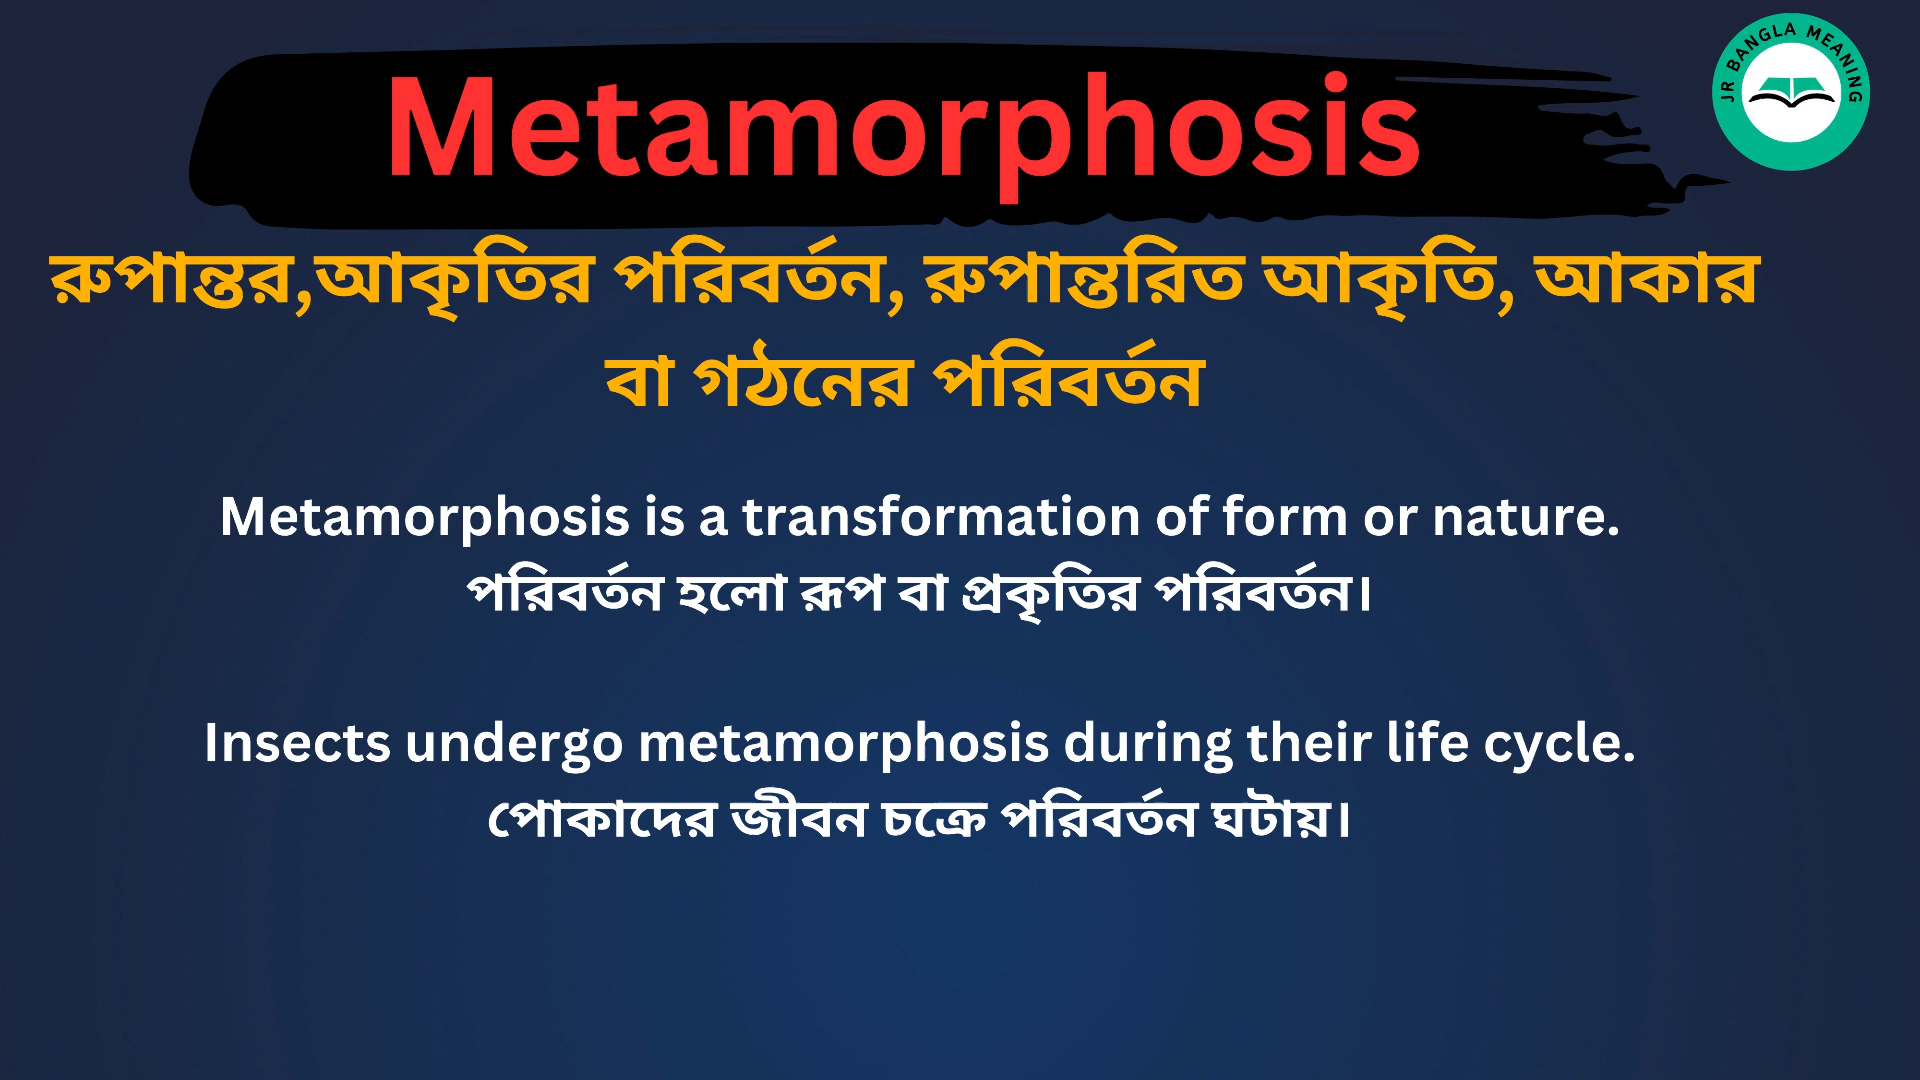 JR BANGLA MEANING
Metamorphosis
রুপান্তর,আকৃতির পরিবর্তন, রুপান্তরিত আকৃতি, আকার
বা গঠনের পরিবর্তন
Metamorphosis is a transformation of form or nature.
পরিবর্তন হলো রূপ বা প্রকৃতির পরিবর্তন।
Insects undergo metamorphosis during their life cycle.
পোকাদের জীবন চক্রে পরিবর্তন ঘটায়।